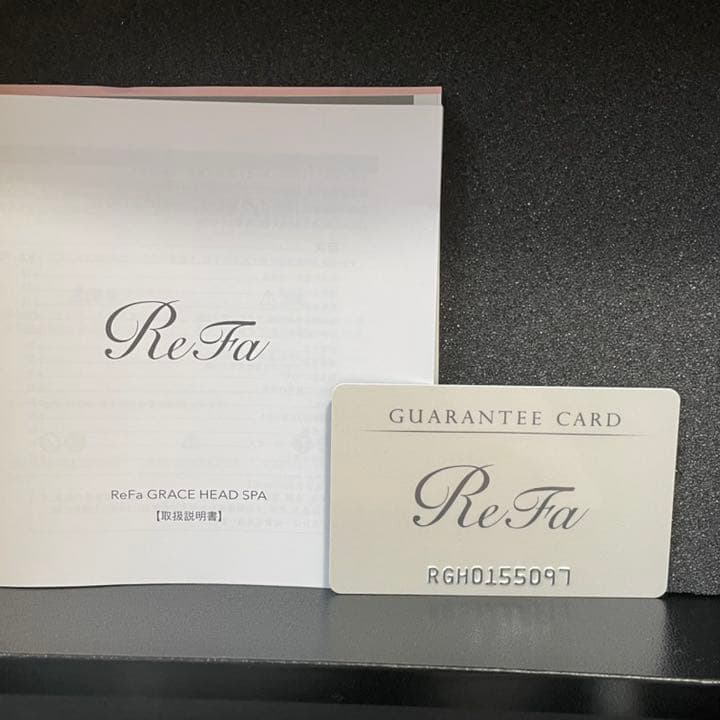 ReFa
ReFa GRACE HEAD SPA
【取扱説明書】
GUARANTEE CARD
ReFa
RGH0155097